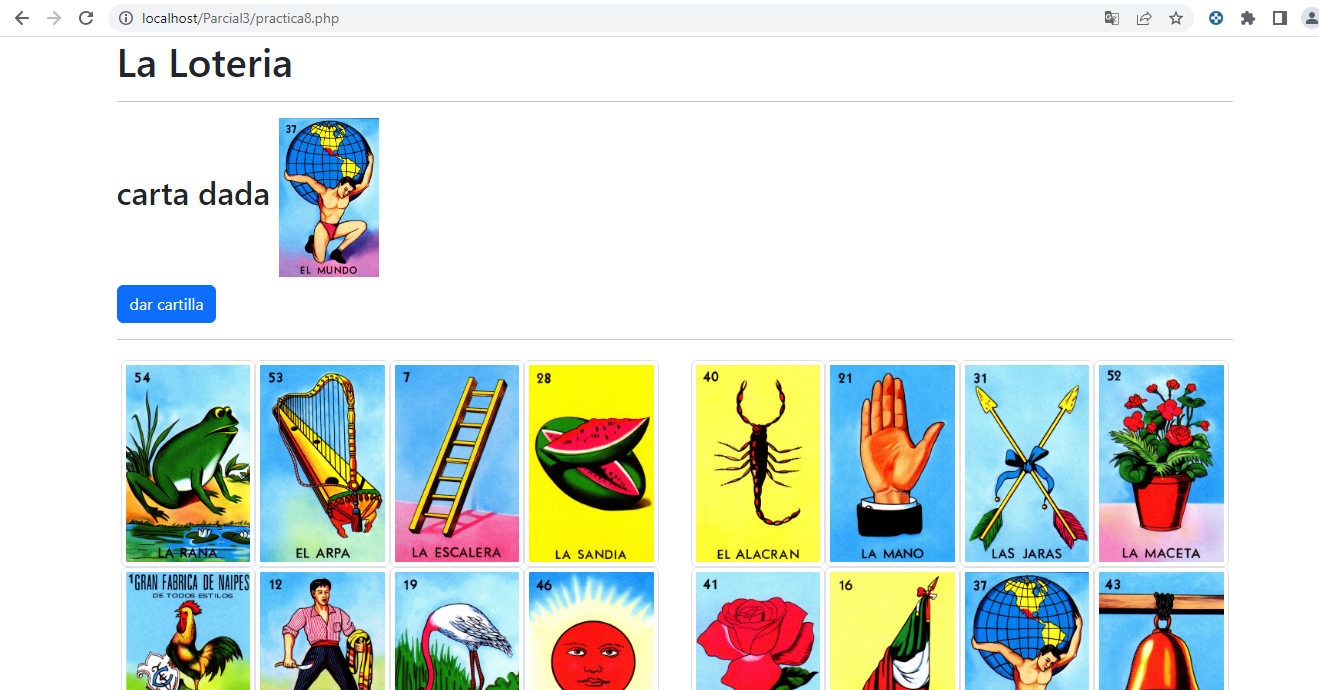 localhost/Parcial3/practica8.php
La Loteria
37
carta dada
EL MUNDO
dar cartilla
54
LA RANA
53
EL ARPA
7
LA ESCALERA
28
LA SANDIA
40
EL ALACRAN
21
LA MANO
31
LAS JARAS
52
LA MACETA
1 GRAN FABRICA DE NAIPES
DE TODOS ESTILOS
12
19
46
41
16
37
43